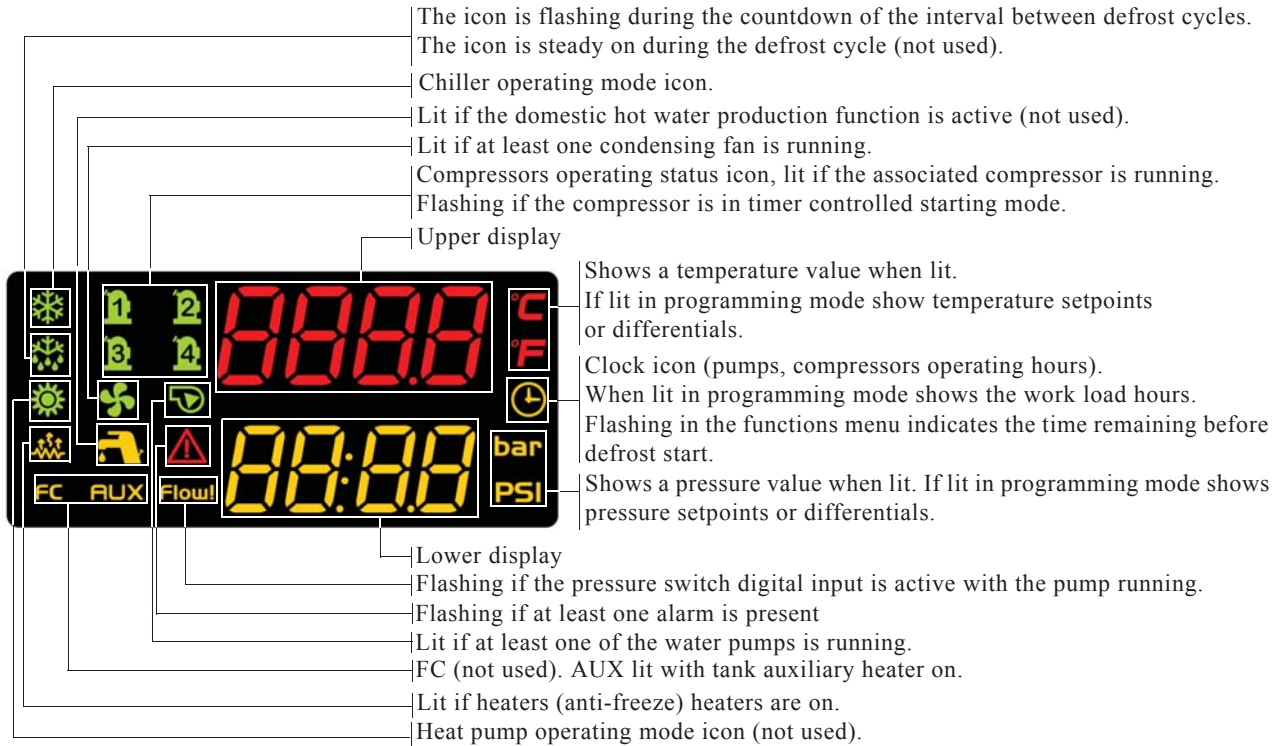 The icon is flashing during the countdown of the interval between defrost cycles.
The icon is steady on during the defrost cycle (not used).
Chiller operating mode icon.
Lit if the domestic hot water production function is active (not used).
Lit if at least one condensing fan is running.
Compressors operating status icon, lit if the associated compressor is running.
Flashing if the compressor is in timer controlled starting mode.
Upper display
1 2
3 4
88.8.8
°C
°F
Shows a temperature value when lit.
If lit in programming mode show temperature setpoints
or differentials.
Clock icon (pumps, compressors operating hours).
When lit in programming mode shows the work load hours.
Flashing in the functions menu indicates the time remaining before
defrost start.
FC AUX Flow!
88:8.8
bar
PSI
Shows a pressure value when lit. If lit in programming mode shows
pressure setpoints or differentials.
Lower display
Flashing if the pressure switch digital input is active with the pump running.
Flashing if at least one alarm is present
Lit if at least one of the water pumps is running.
FC (not used). AUX lit with tank auxiliary heater on.
Lit if heaters (anti-freeze) heaters are on.
Heat pump operating mode icon (not used).